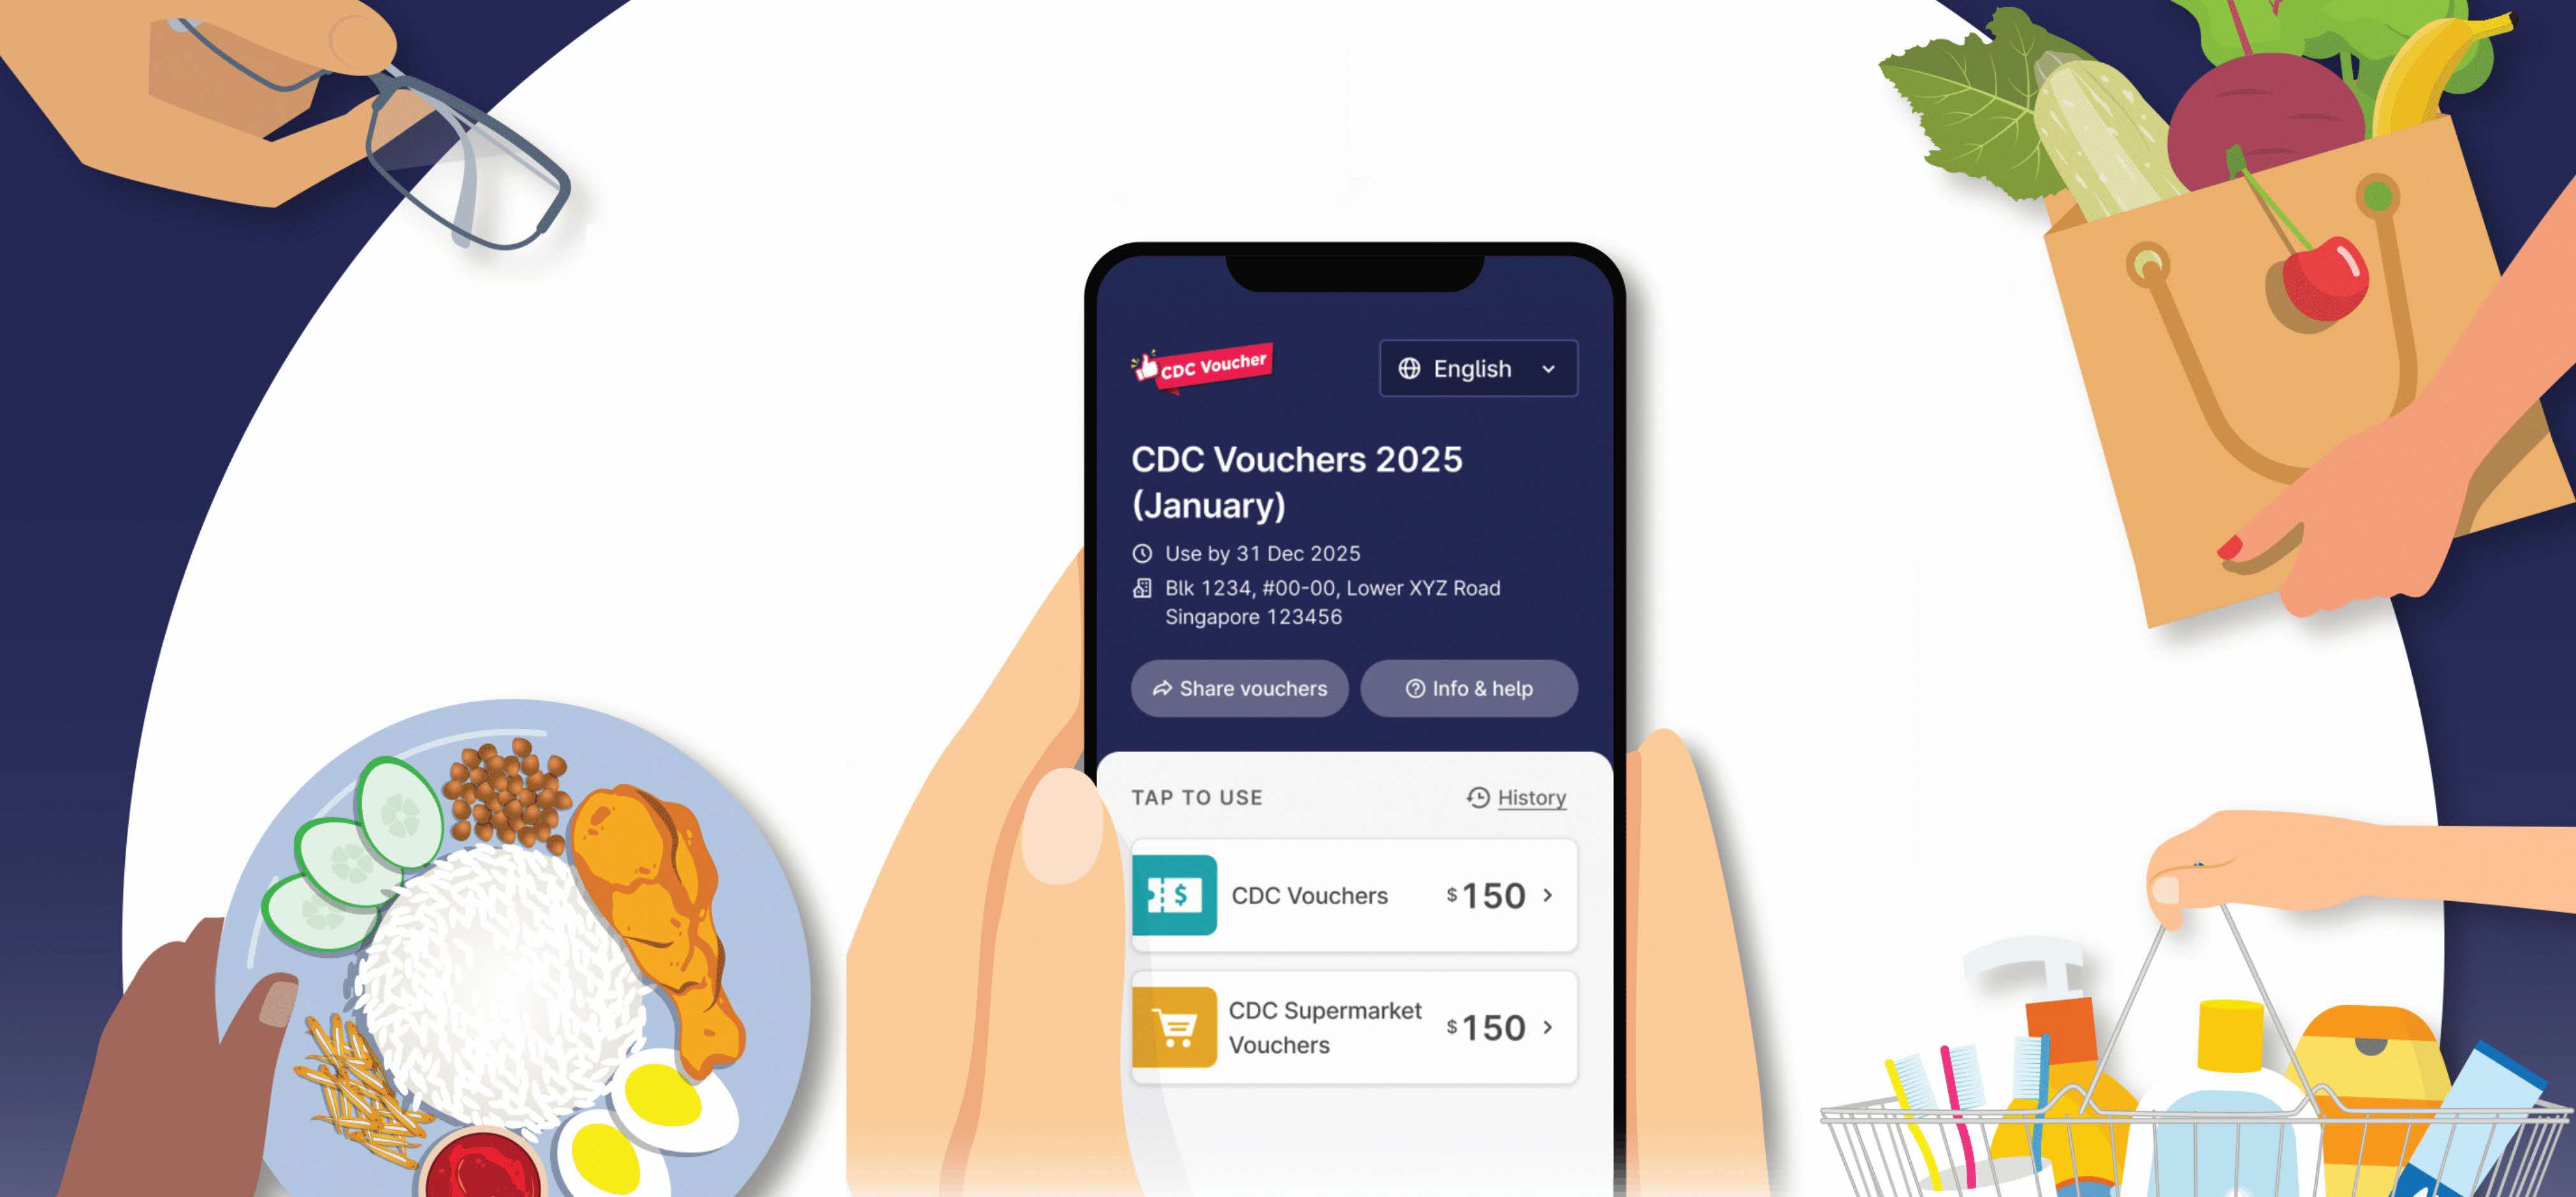 CDC Voucher
English
CDC Vouchers 2025
(January)
Use by 31 Dec 2025
Blk 1234, #00-00, Lower XYZ Road
Singapore 123456
Share vouchers
Info & help
TAP TO USE
History
$
CDC Vouchers
$150
CDC Supermarket
Vouchers
$150